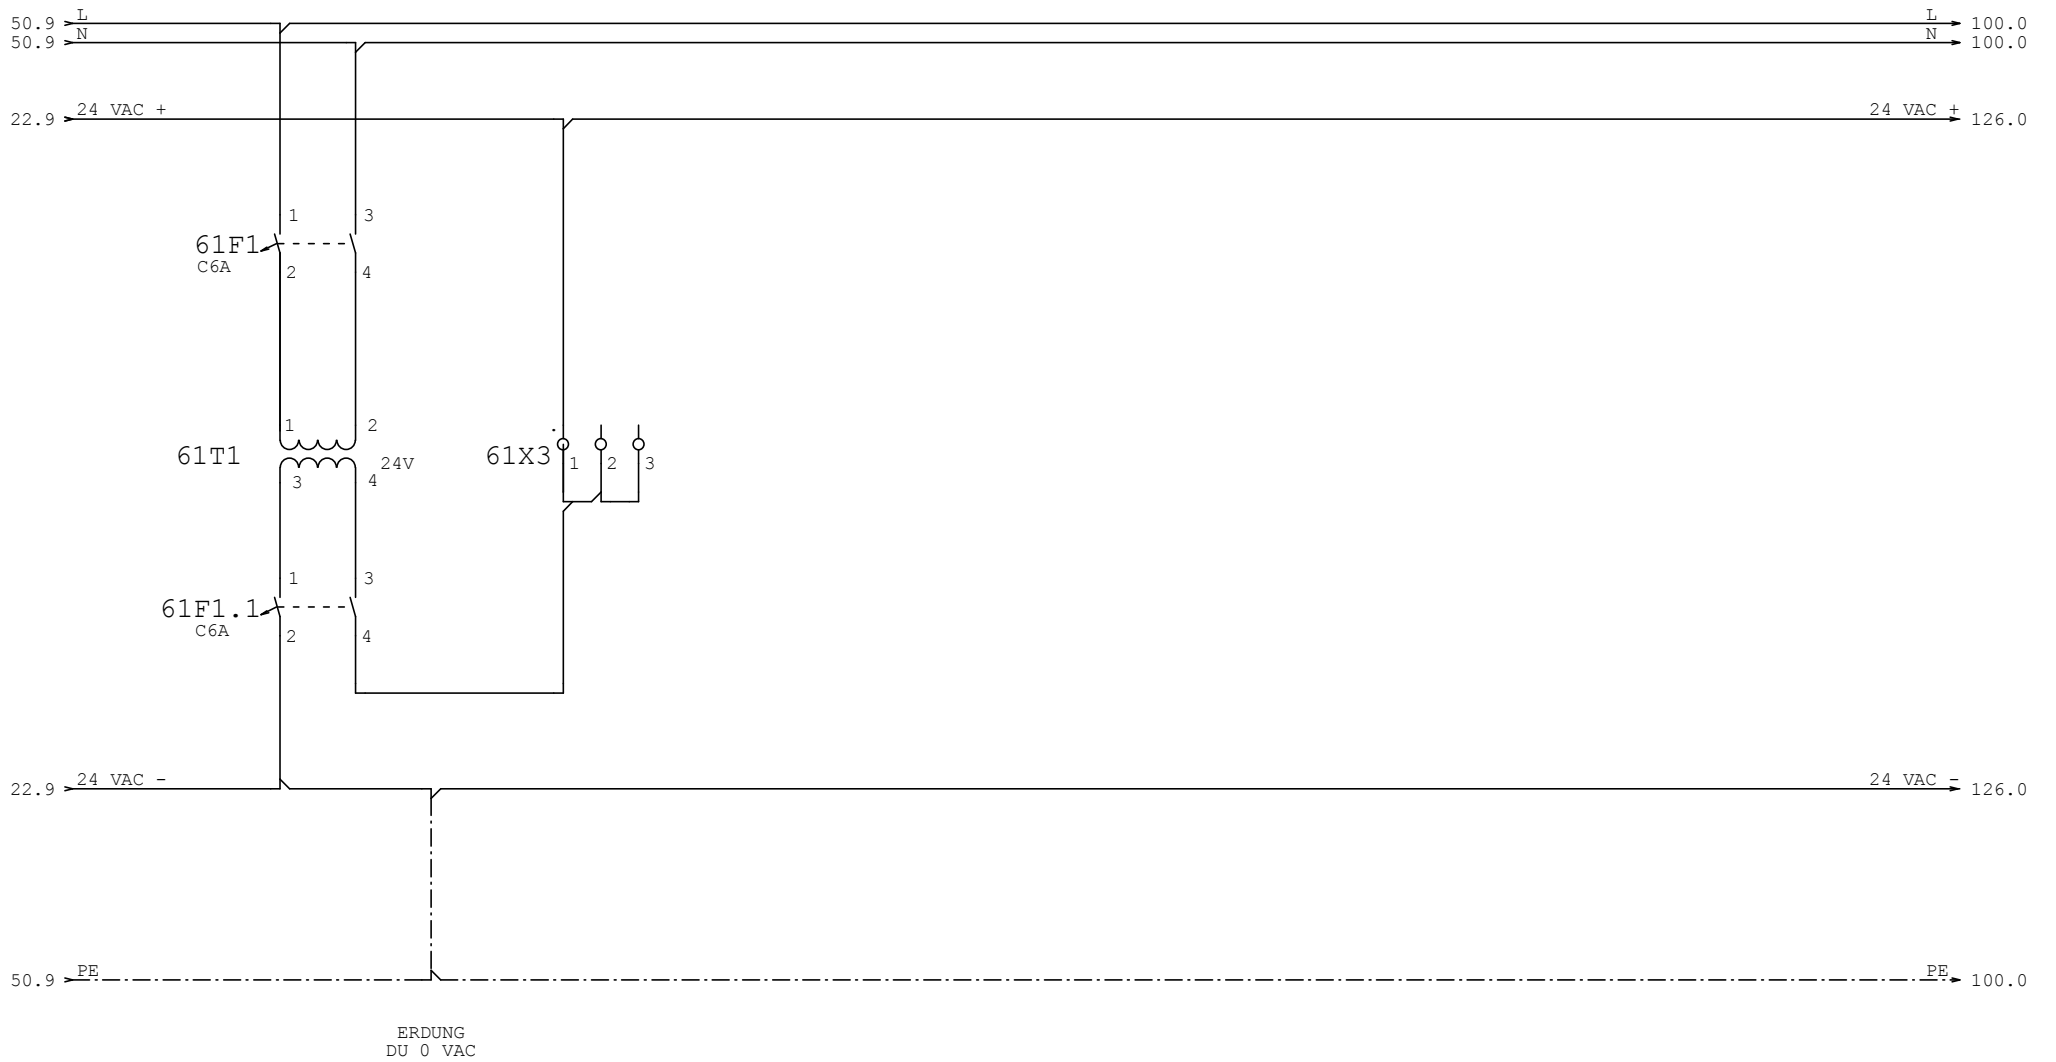 50.9 L L 100.0
50.9 N N 100.0
22.9 24 VAC + 24 VAC + 126.0
1 3
61F1
C6A
2 4
1 2
61T1 24V 61X3 1 2 3
3 4
1 3
61F1.1
C6A
2 4
22.9 24 VAC - 24 VAC - 126.0
50.9 PE PE 100.0
ERDUNG
DU 0 VAC